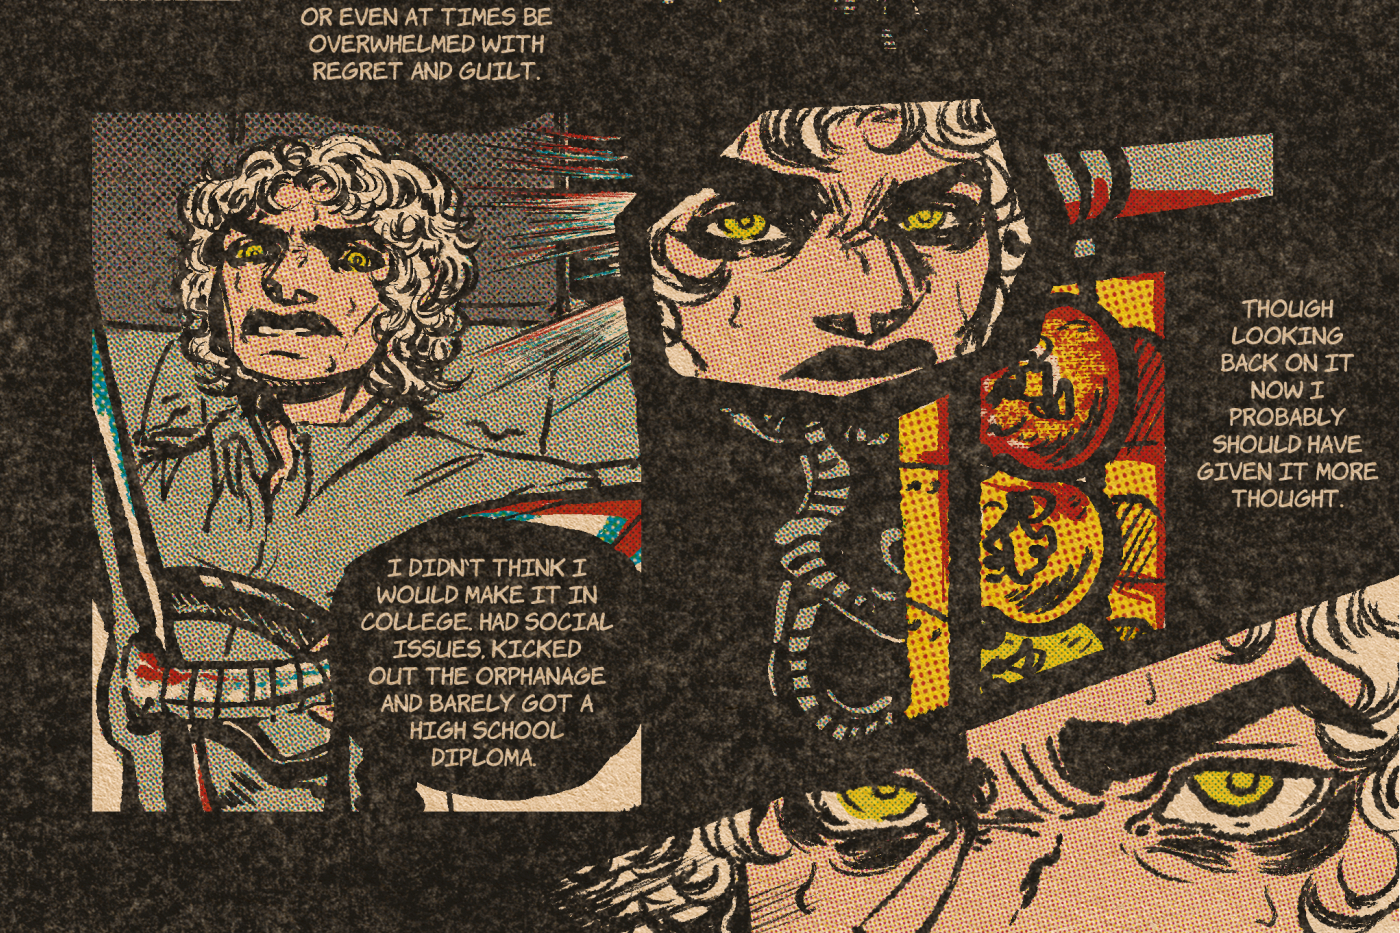 OR EVEN AT TIMES BE
OVERWHELMED WITH
REGRET AND GUILT.
I DIDN'T THINK I
WOULD MAKE IT IN
COLLEGE. HAD SOCIAL
ISSUES. KICKED
OUT THE ORPHANAGE
AND BARELY GOT A
HIGH SCHOOL
DIPLOMA.
THOUGH
LOOKING
BACK ON IT
NOW I
PROBABLY
SHOULD HAVE
GIVEN IT MORE
THOUGHT.